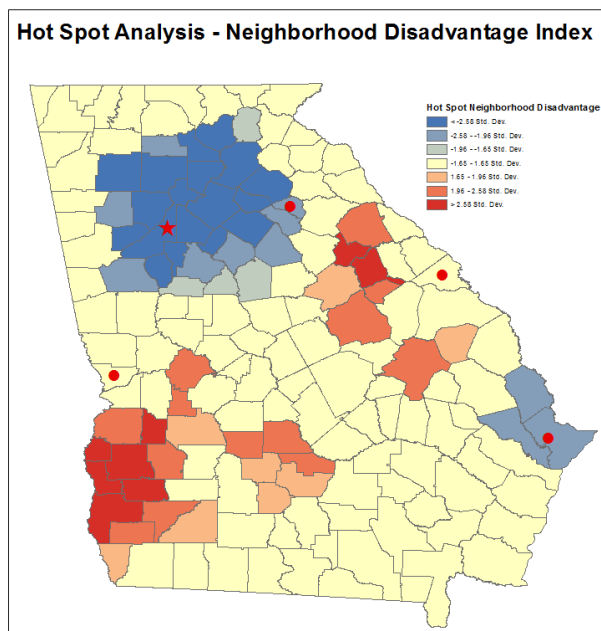 Hot Spot Analysis - Neighborhood Disadvantage Index
Hot Spot Neighborhood Disadvantage
< -2.58 Std. Dev.
-2.58 - -1.96 Std. Dev.
-1.96 - -1.65 Std. Dev.
-1.65 - 1.65 Std. Dev.
1.65 - 1.96 Std. Dev.
1.96 - 2.58 Std. Dev.
> 2.58 Std. Dev.